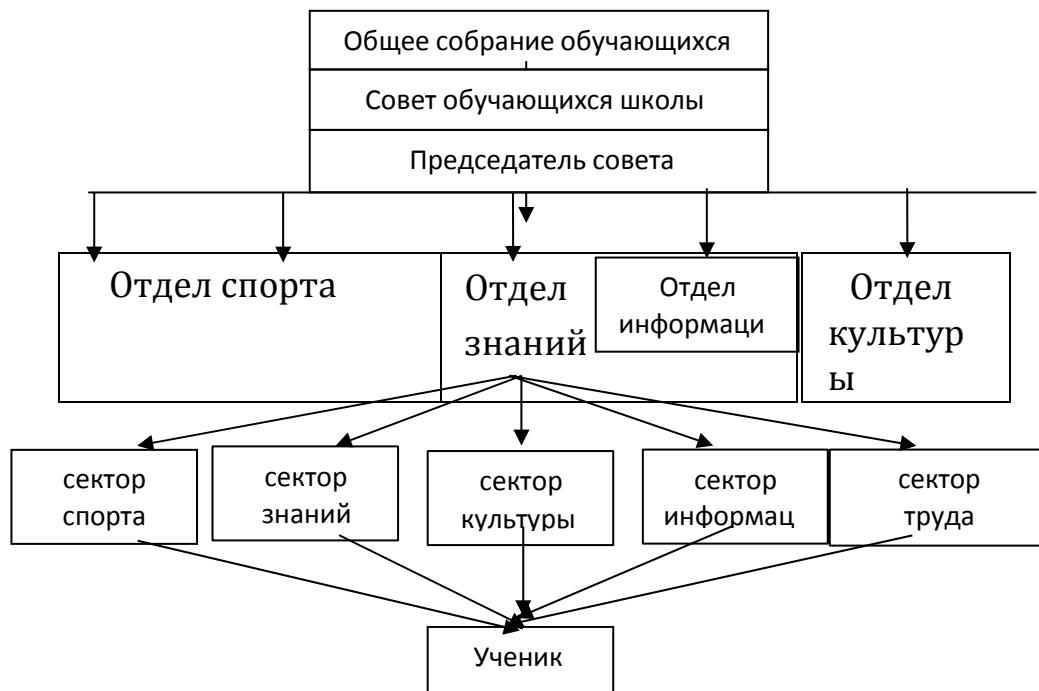 Общее собрание обучающихся
Совет обучающихся школы
Председатель совета
Отдел спорта
Отдел
знаний
Отдел
информаци
Отдел
культур
ы
сектор
спорта
сектор
знаний
сектор
культуры
сектор
информац
сектор
труда
Ученик